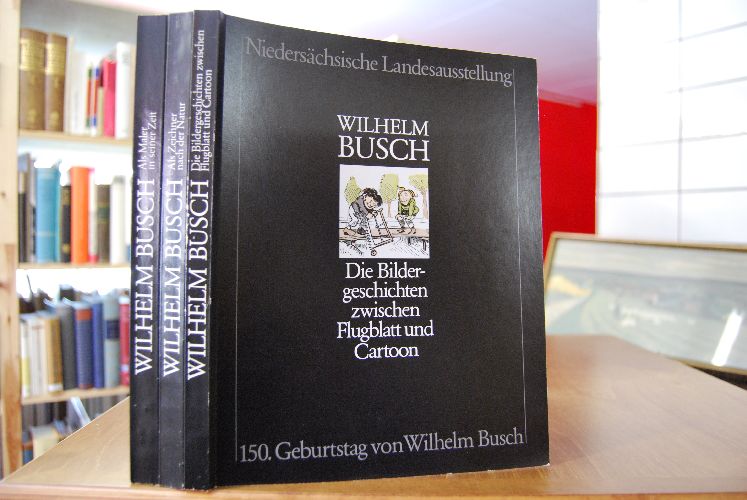 Niedersächsische Landesausstellung
WILHELM
BUSCH
Die Bilder-
geschichten
zwischen
Flugblatt und
Cartoon
150. Geburtstag von Wilhelm Busch
WILHELM BUSCH Als Maler
in seiner Zeit
WILHELM BUSCH Als Zeichner
nach der Natur
WILHELM BUSCH Die Bildergeschichten zwischen
Flugblatt und Cartoon